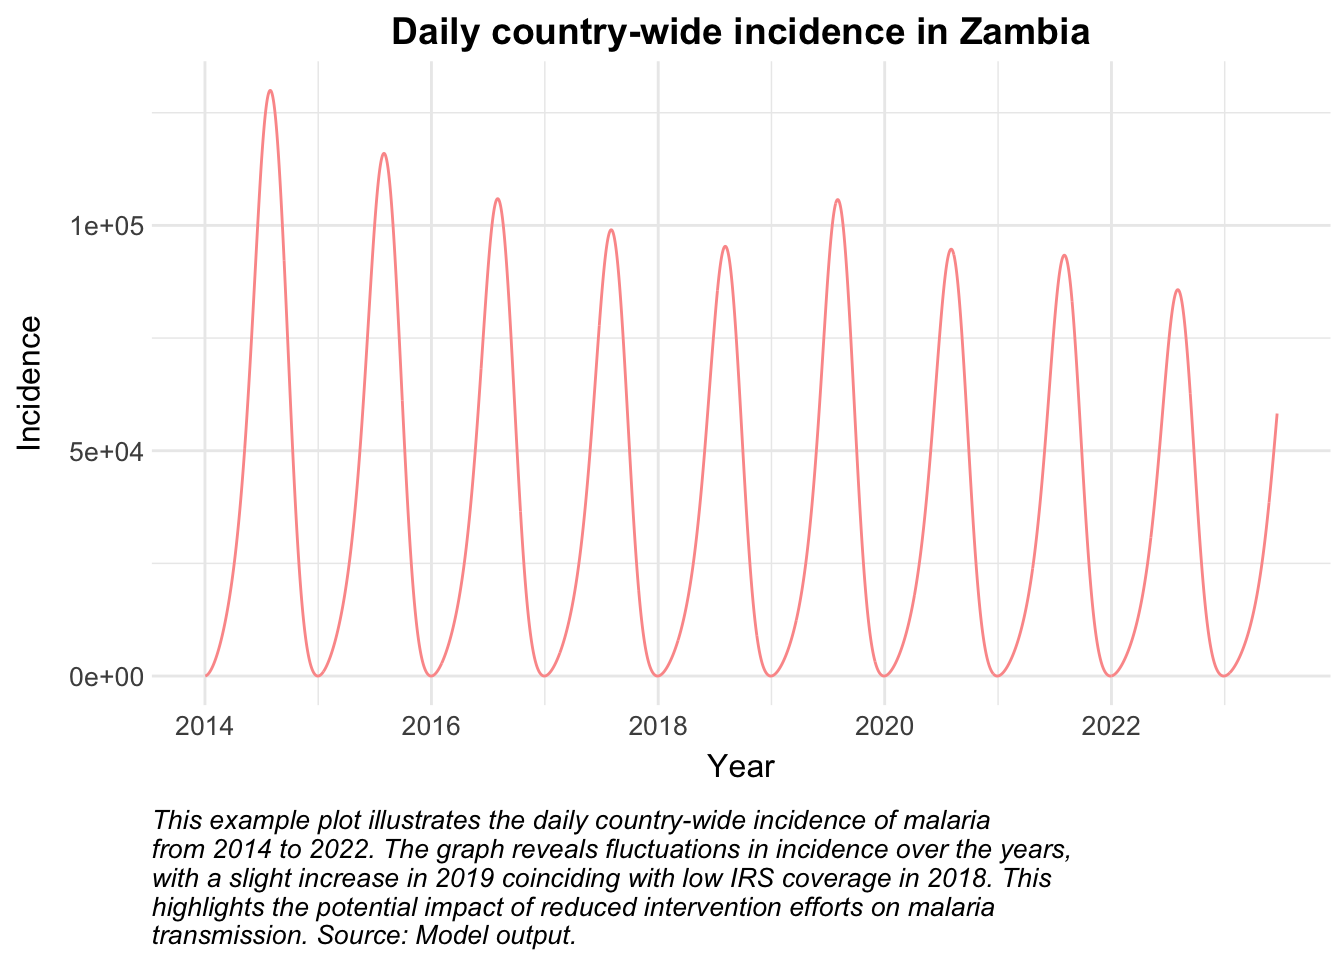 Daily country-wide incidence in Zambia
Incidence
1e+05
5e+04
0e+00
2014
2016
2018
2020
2022
Year
This example plot illustrates the daily country-wide incidence of malaria
from 2014 to 2022. The graph reveals fluctuations in incidence over the years,
with a slight increase in 2019 coinciding with low IRS coverage in 2018. This
highlights the potential impact of reduced intervention efforts on malaria
transmission. Source: Model output.